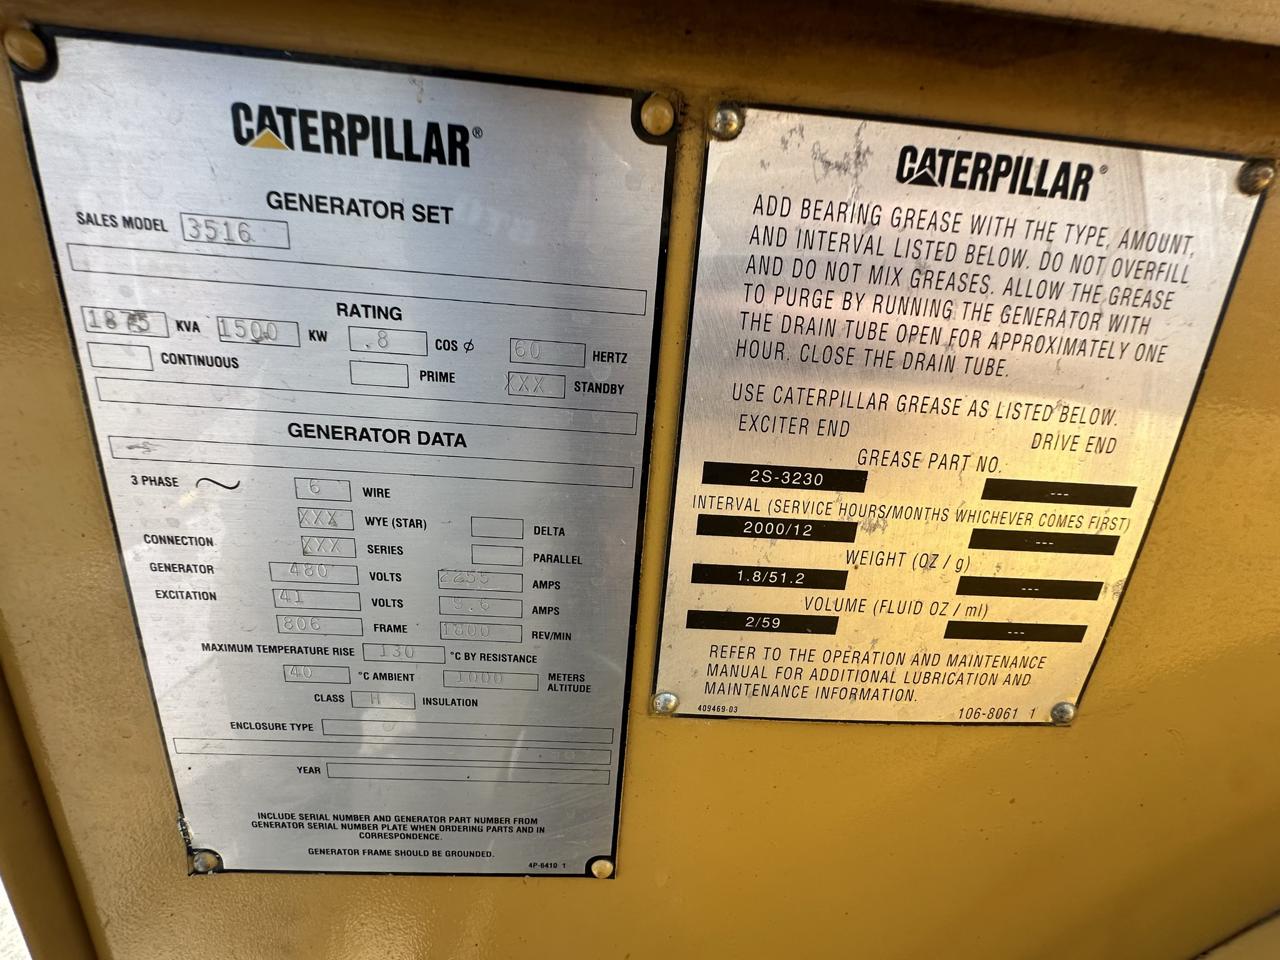 CATERPILLAR®
GENERATOR SET
SALES MODEL 3516
RATING
1875 KVA 1500 KW .8 COS ø 60 HERTZ
CONTINUOUS PRIME XXX STANDBY
GENERATOR DATA
3 PHASE 6 WIRE
XXX WYE (STAR) DELTA
CONNECTION XXX SERIES PARALLEL
GENERATOR 480 VOLTS 2255 AMPS
EXCITATION 41 VOLTS AMPS
806 FRAME 1800 REV/MIN
MAXIMUM TEMPERATURE RISE 130 °C BY RESISTANCE
40 °C AMBIENT 1000 METERS ALTITUDE
CLASS H INSULATION
ENCLOSURE TYPE
YEAR
INCLUDE SERIAL NUMBER AND GENERATOR PART NUMBER FROM
GENERATOR SERIAL NUMBER PLATE WHEN ORDERING PARTS AND IN
CORRESPONDENCE.
GENERATOR FRAME SHOULD BE GROUNDED.
4P-6410 1
CATERPILLAR®
ADD BEARING GREASE WITH THE TYPE, AMOUNT,
AND INTERVAL LISTED BELOW. DO NOT OVERFILL
AND DO NOT MIX GREASES. ALLOW THE GREASE
TO PURGE BY RUNNING THE GENERATOR WITH
THE DRAIN TUBE OPEN FOR APPROXIMATELY ONE
HOUR. CLOSE THE DRAIN TUBE.
USE CATERPILLAR GREASE AS LISTED BELOW.
EXCITER END DRIVE END
GREASE PART NO.
2S-3230 ---
INTERVAL (SERVICE HOURS/MONTHS WHICHEVER COMES FIRST)
2000/12 ---
WEIGHT (OZ / g)
1.8/51.2 ---
VOLUME (FLUID OZ / ml)
2/59 ---
REFER TO THE OPERATION AND MAINTENANCE
MANUAL FOR ADDITIONAL LUBRICATION AND
MAINTENANCE INFORMATION.
409469-03 106-8061 1